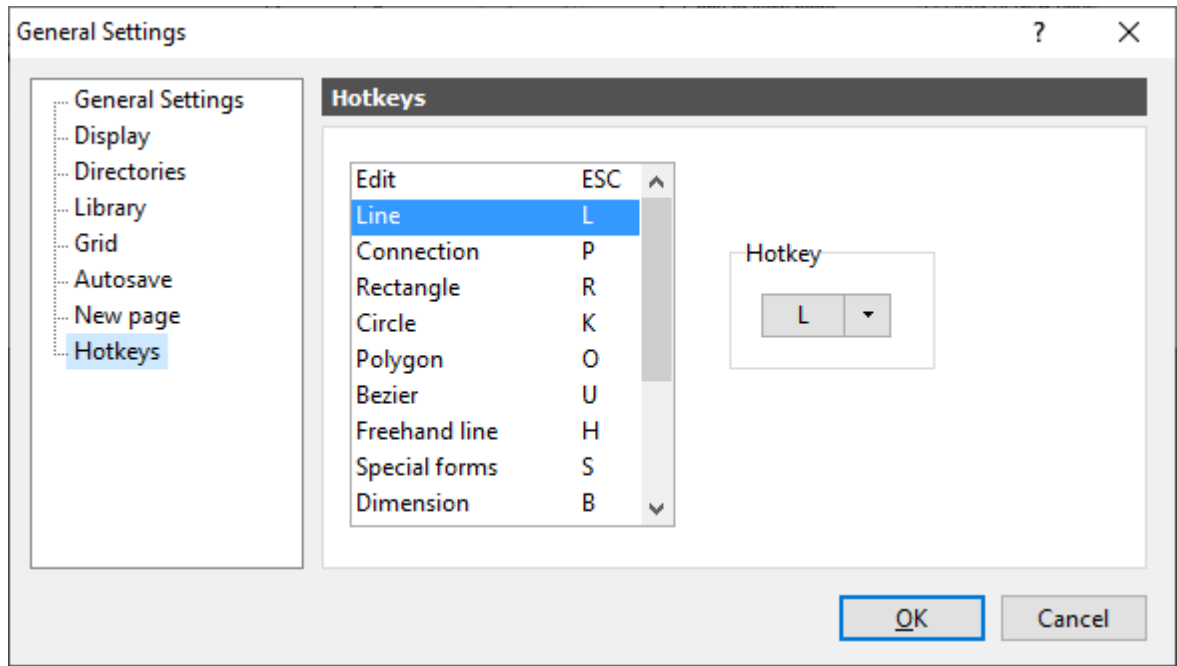 General Settings ?
General Settings
Display
Directories
Library
Grid
Autosave
New page
Hotkeys
Hotkeys
Edit ESC
Line L
Connection P
Rectangle R
Circle K
Polygon O
Bezier U
Freehand line H
Special forms S
Dimension B
Hotkey
L
OK
Cancel